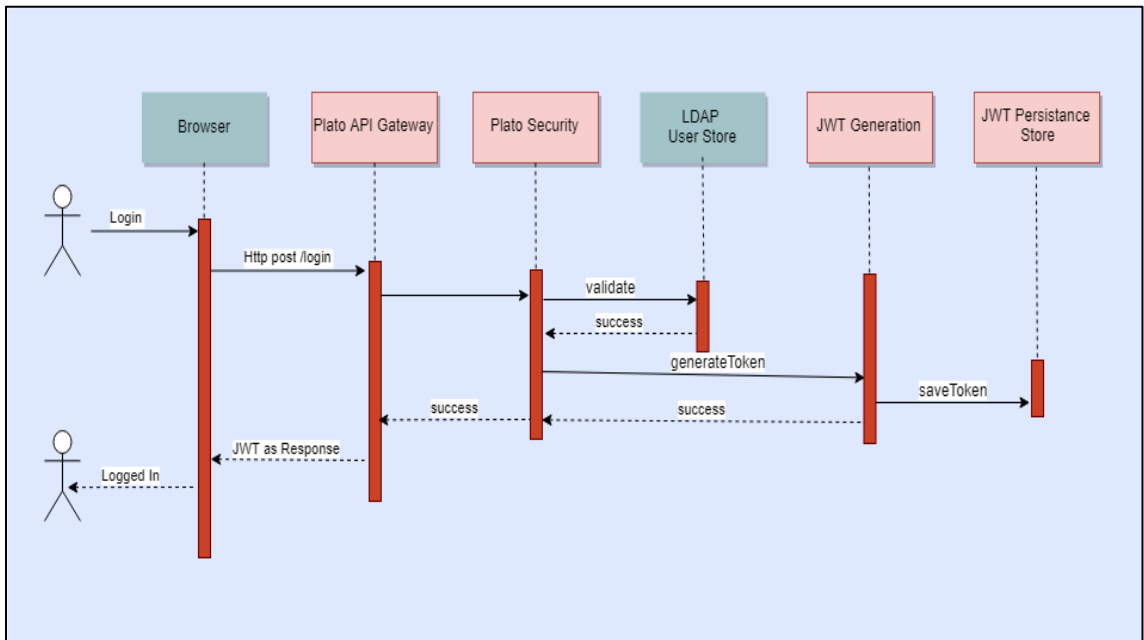 Browser
Plato API Gateway
Plato Security
LDAP
User Store
JWT Generation
JWT Persistance
Store
Login
Http post /login
validate
success
generateToken
saveToken
success
success
JWT as Response
Logged In